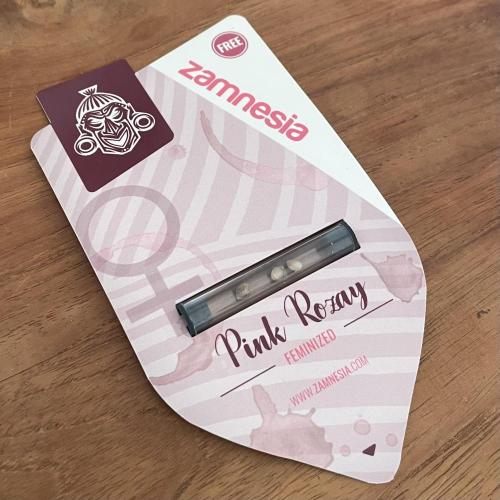 FREE
zamnesia
Pink Rozay
FEMINIZED
WWW.ZAMNESIA.COM